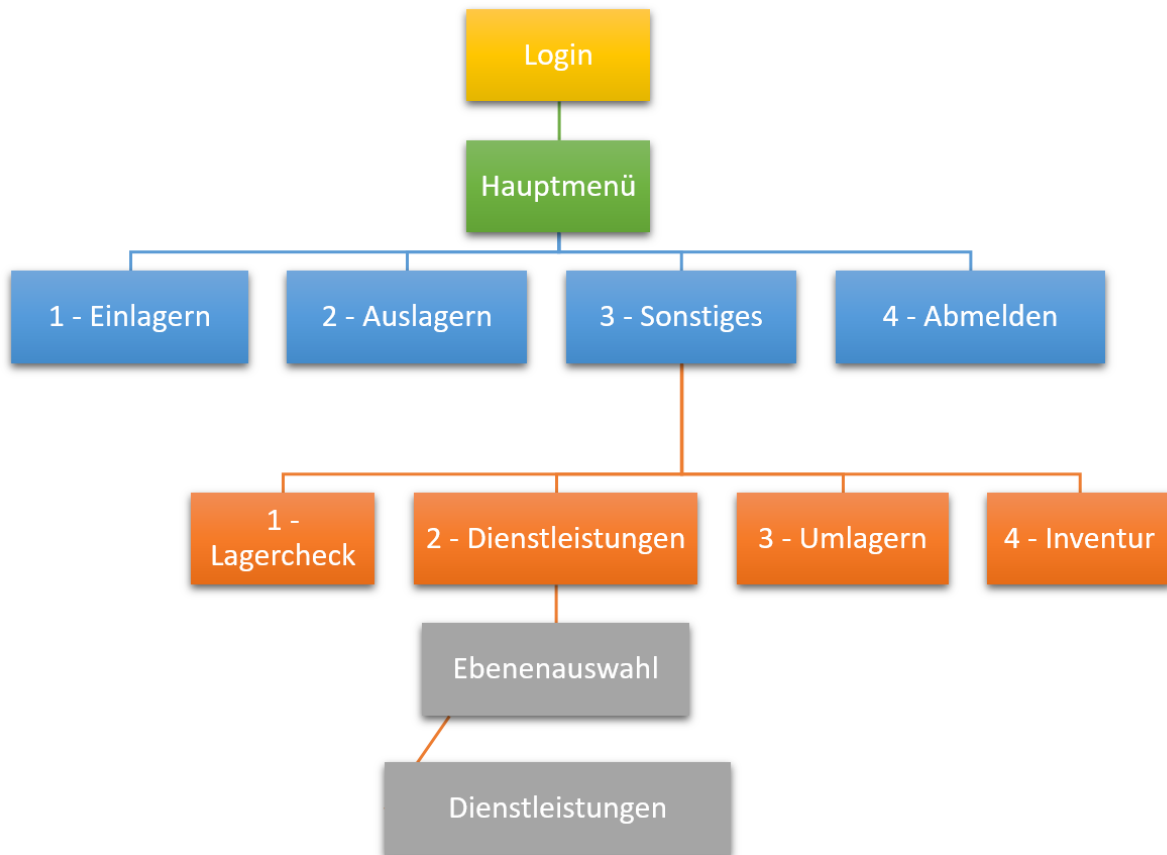 Login
Hauptmenü
1 - Einlagern
2 - Auslagern
3 - Sonstiges
4 - Abmelden
1 -
Lagercheck
2 - Dienstleistungen
3 - Umlagern
4 - Inventur
Ebenenauswahl
Dienstleistungen